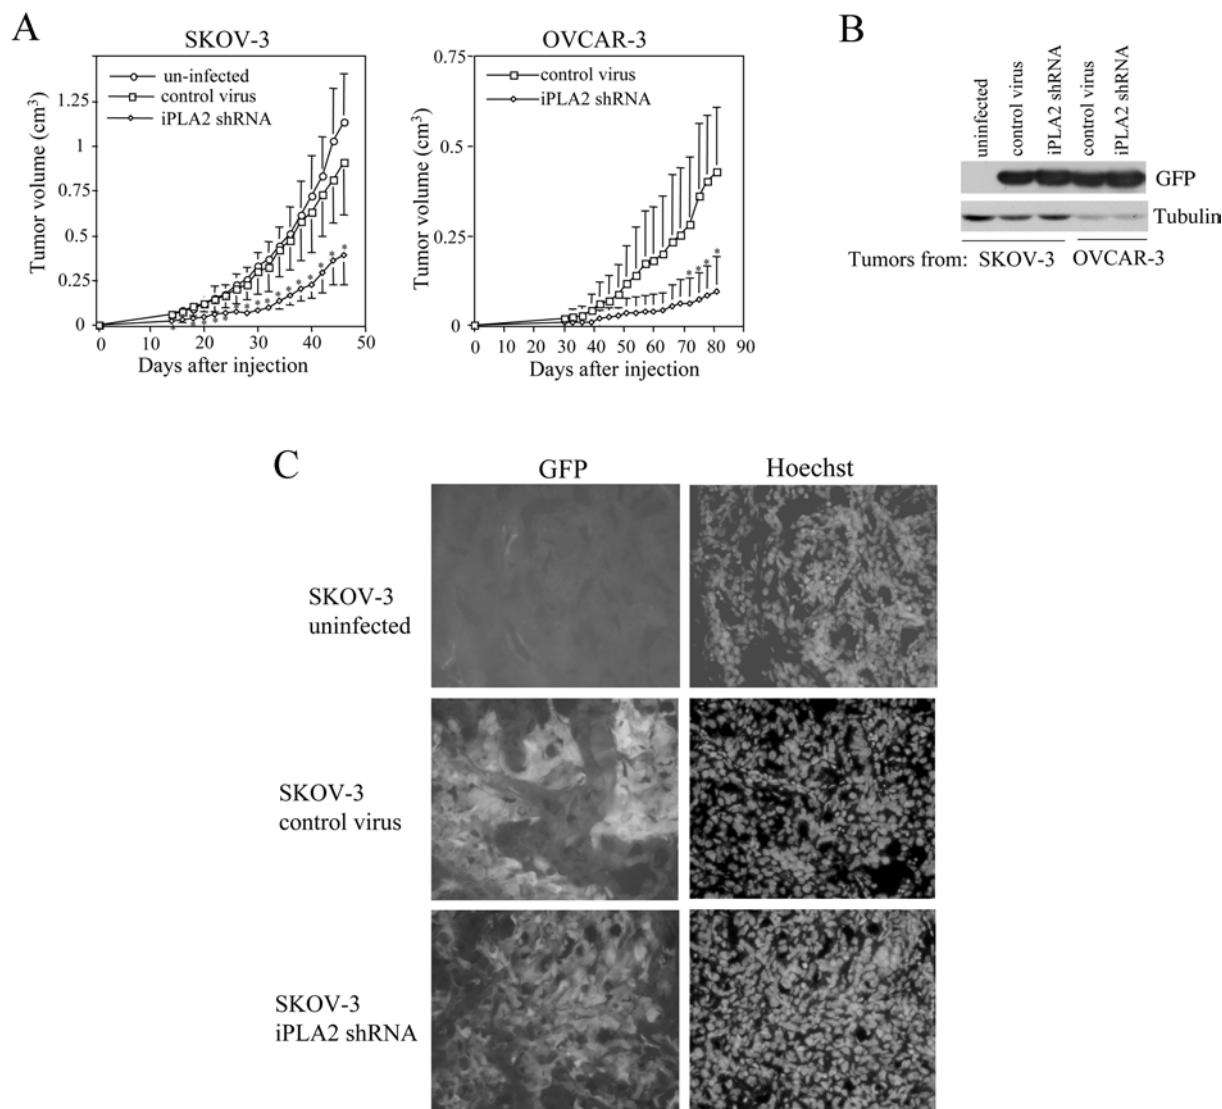 A
SKOV-3
un-infected
control virus
iPLA2 shRNA
Tumor volume (cm³)
1.25
1
0.75
0.5
0.25
0
0 10 20 30 40 50
Days after injection
OVCAR-3
control virus
iPLA2 shRNA
Tumor volume (cm³)
0.75
0.5
0.25
0
0 10 20 30 40 50 60 70 80 90
Days after injection
B
uninfected
control virus
iPLA2 shRNA
control virus
iPLA2 shRNA
GFP
Tubulin
Tumors from: SKOV-3 OVCAR-3
C
GFP Hoechst
SKOV-3
uninfected
SKOV-3
control virus
SKOV-3
iPLA2 shRNA